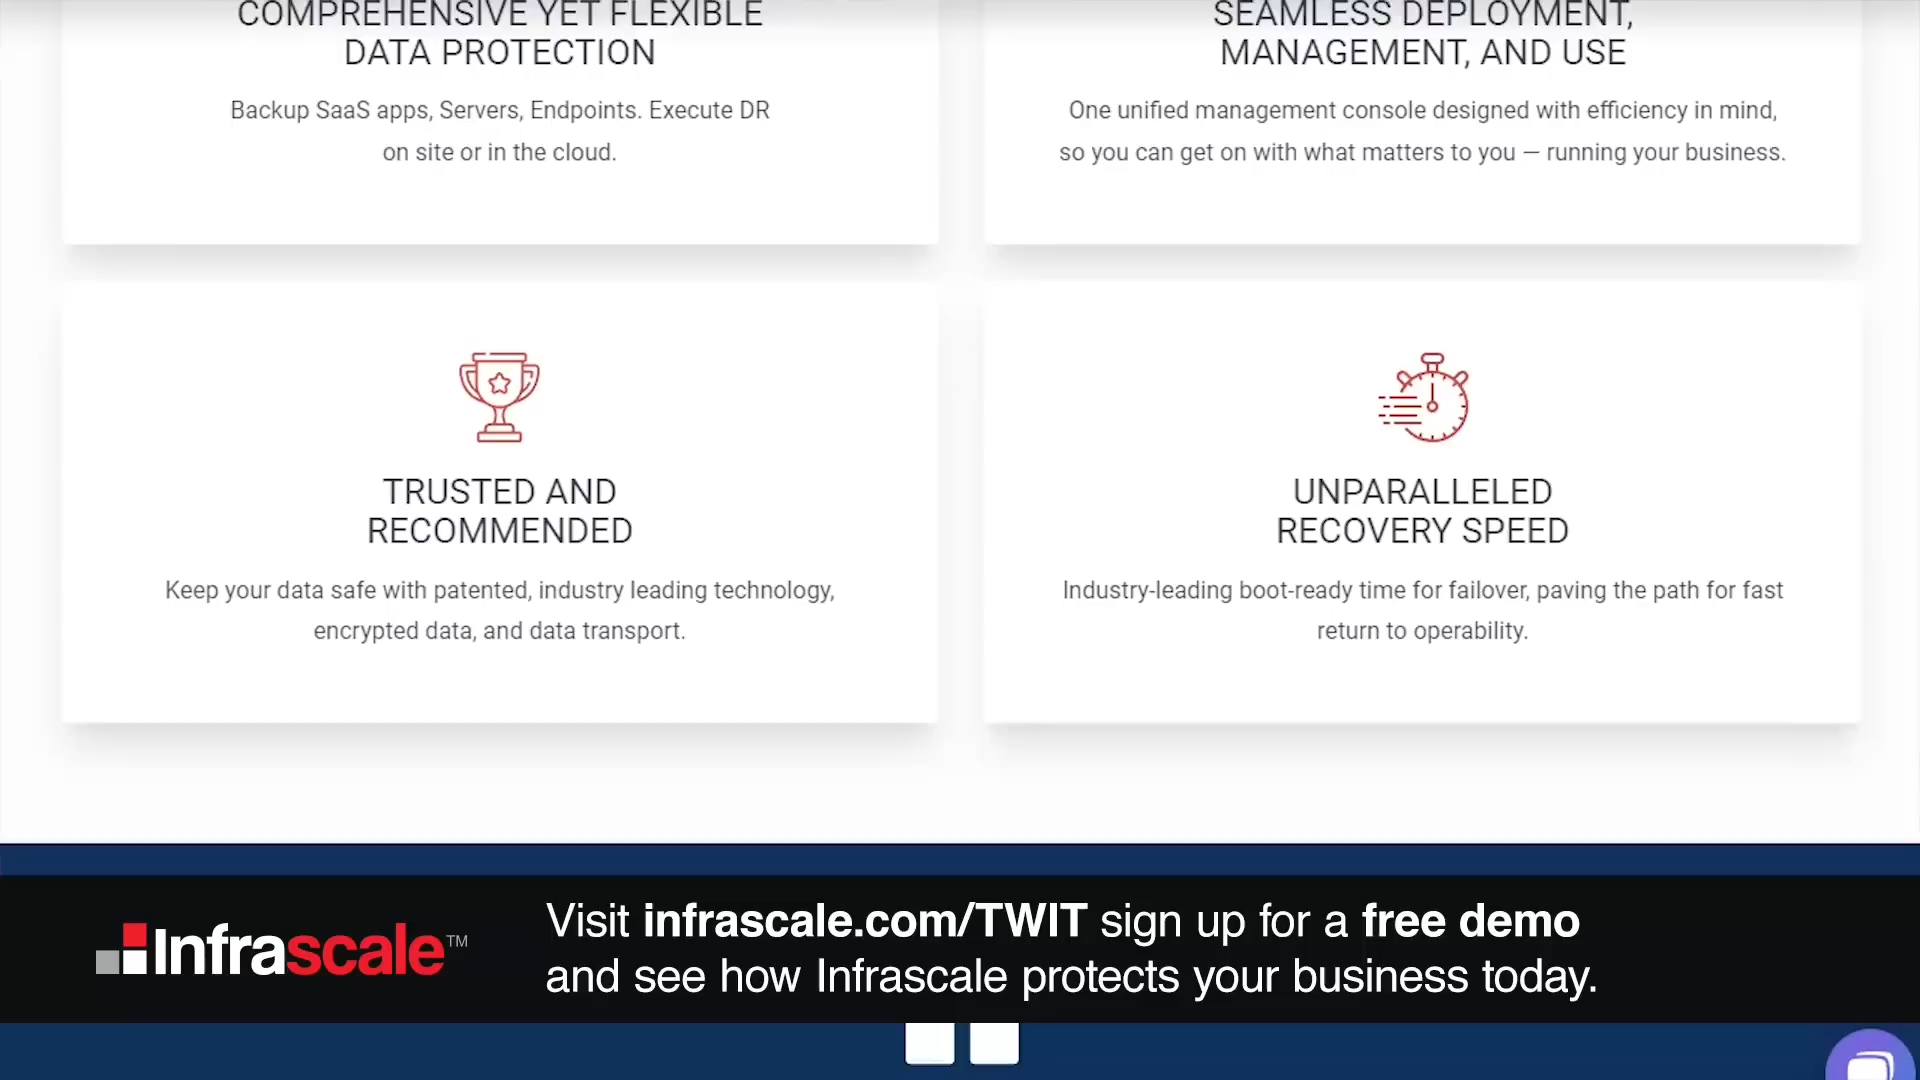 COMPREHENSIVE YET FLEXIBLE
DATA PROTECTION
Backup SaaS apps, Servers, Endpoints. Execute DR
on site or in the cloud.
SEAMLESS DEPLOYMENT,
MANAGEMENT, AND USE
One unified management console designed with efficiency in mind,
so you can get on with what matters to you — running your business.
TRUSTED AND
RECOMMENDED
Keep your data safe with patented, industry leading technology,
encrypted data, and data transport.
UNPARALLELED
RECOVERY SPEED
Industry-leading boot-ready time for failover, paving the path for fast
return to operability.
Infrascale™
Visit infrascale.com/TWIT sign up for a free demo
and see how Infrascale protects your business today.